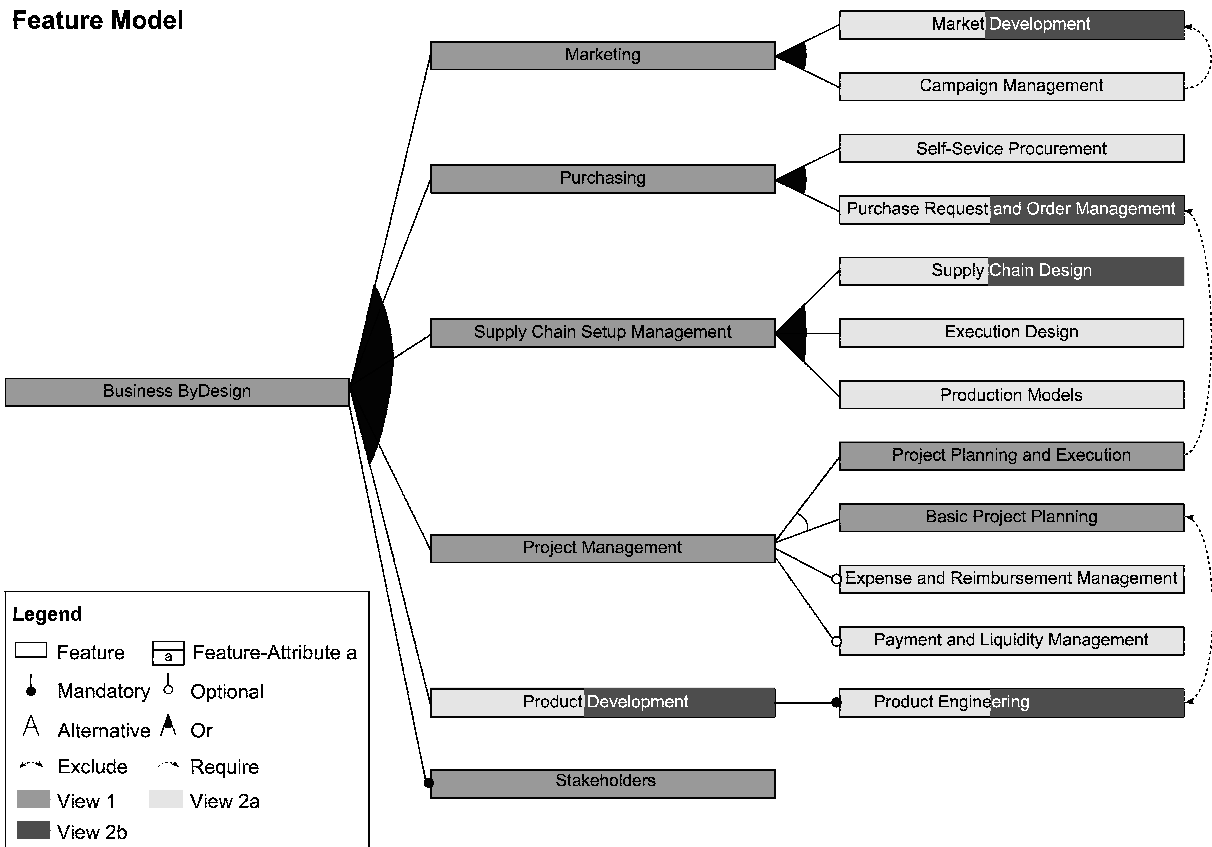 Feature Model
Market Development
Marketing
Campaign Management
Self-Sevice Procurement
Purchasing
Purchase Request and Order Management
Supply Chain Design
Supply Chain Setup Management
Execution Design
Business ByDesign
Production Models
Project Planning and Execution
Basic Project Planning
Project Management
Expense and Reimbursement Management
Payment and Liquidity Management
Product Development
Product Engineering
Stakeholders
Legend
Feature
a
Feature-Attribute a
Mandatory
Optional
Alternative
Or
Exclude
Require
View 1
View 2a
View 2b